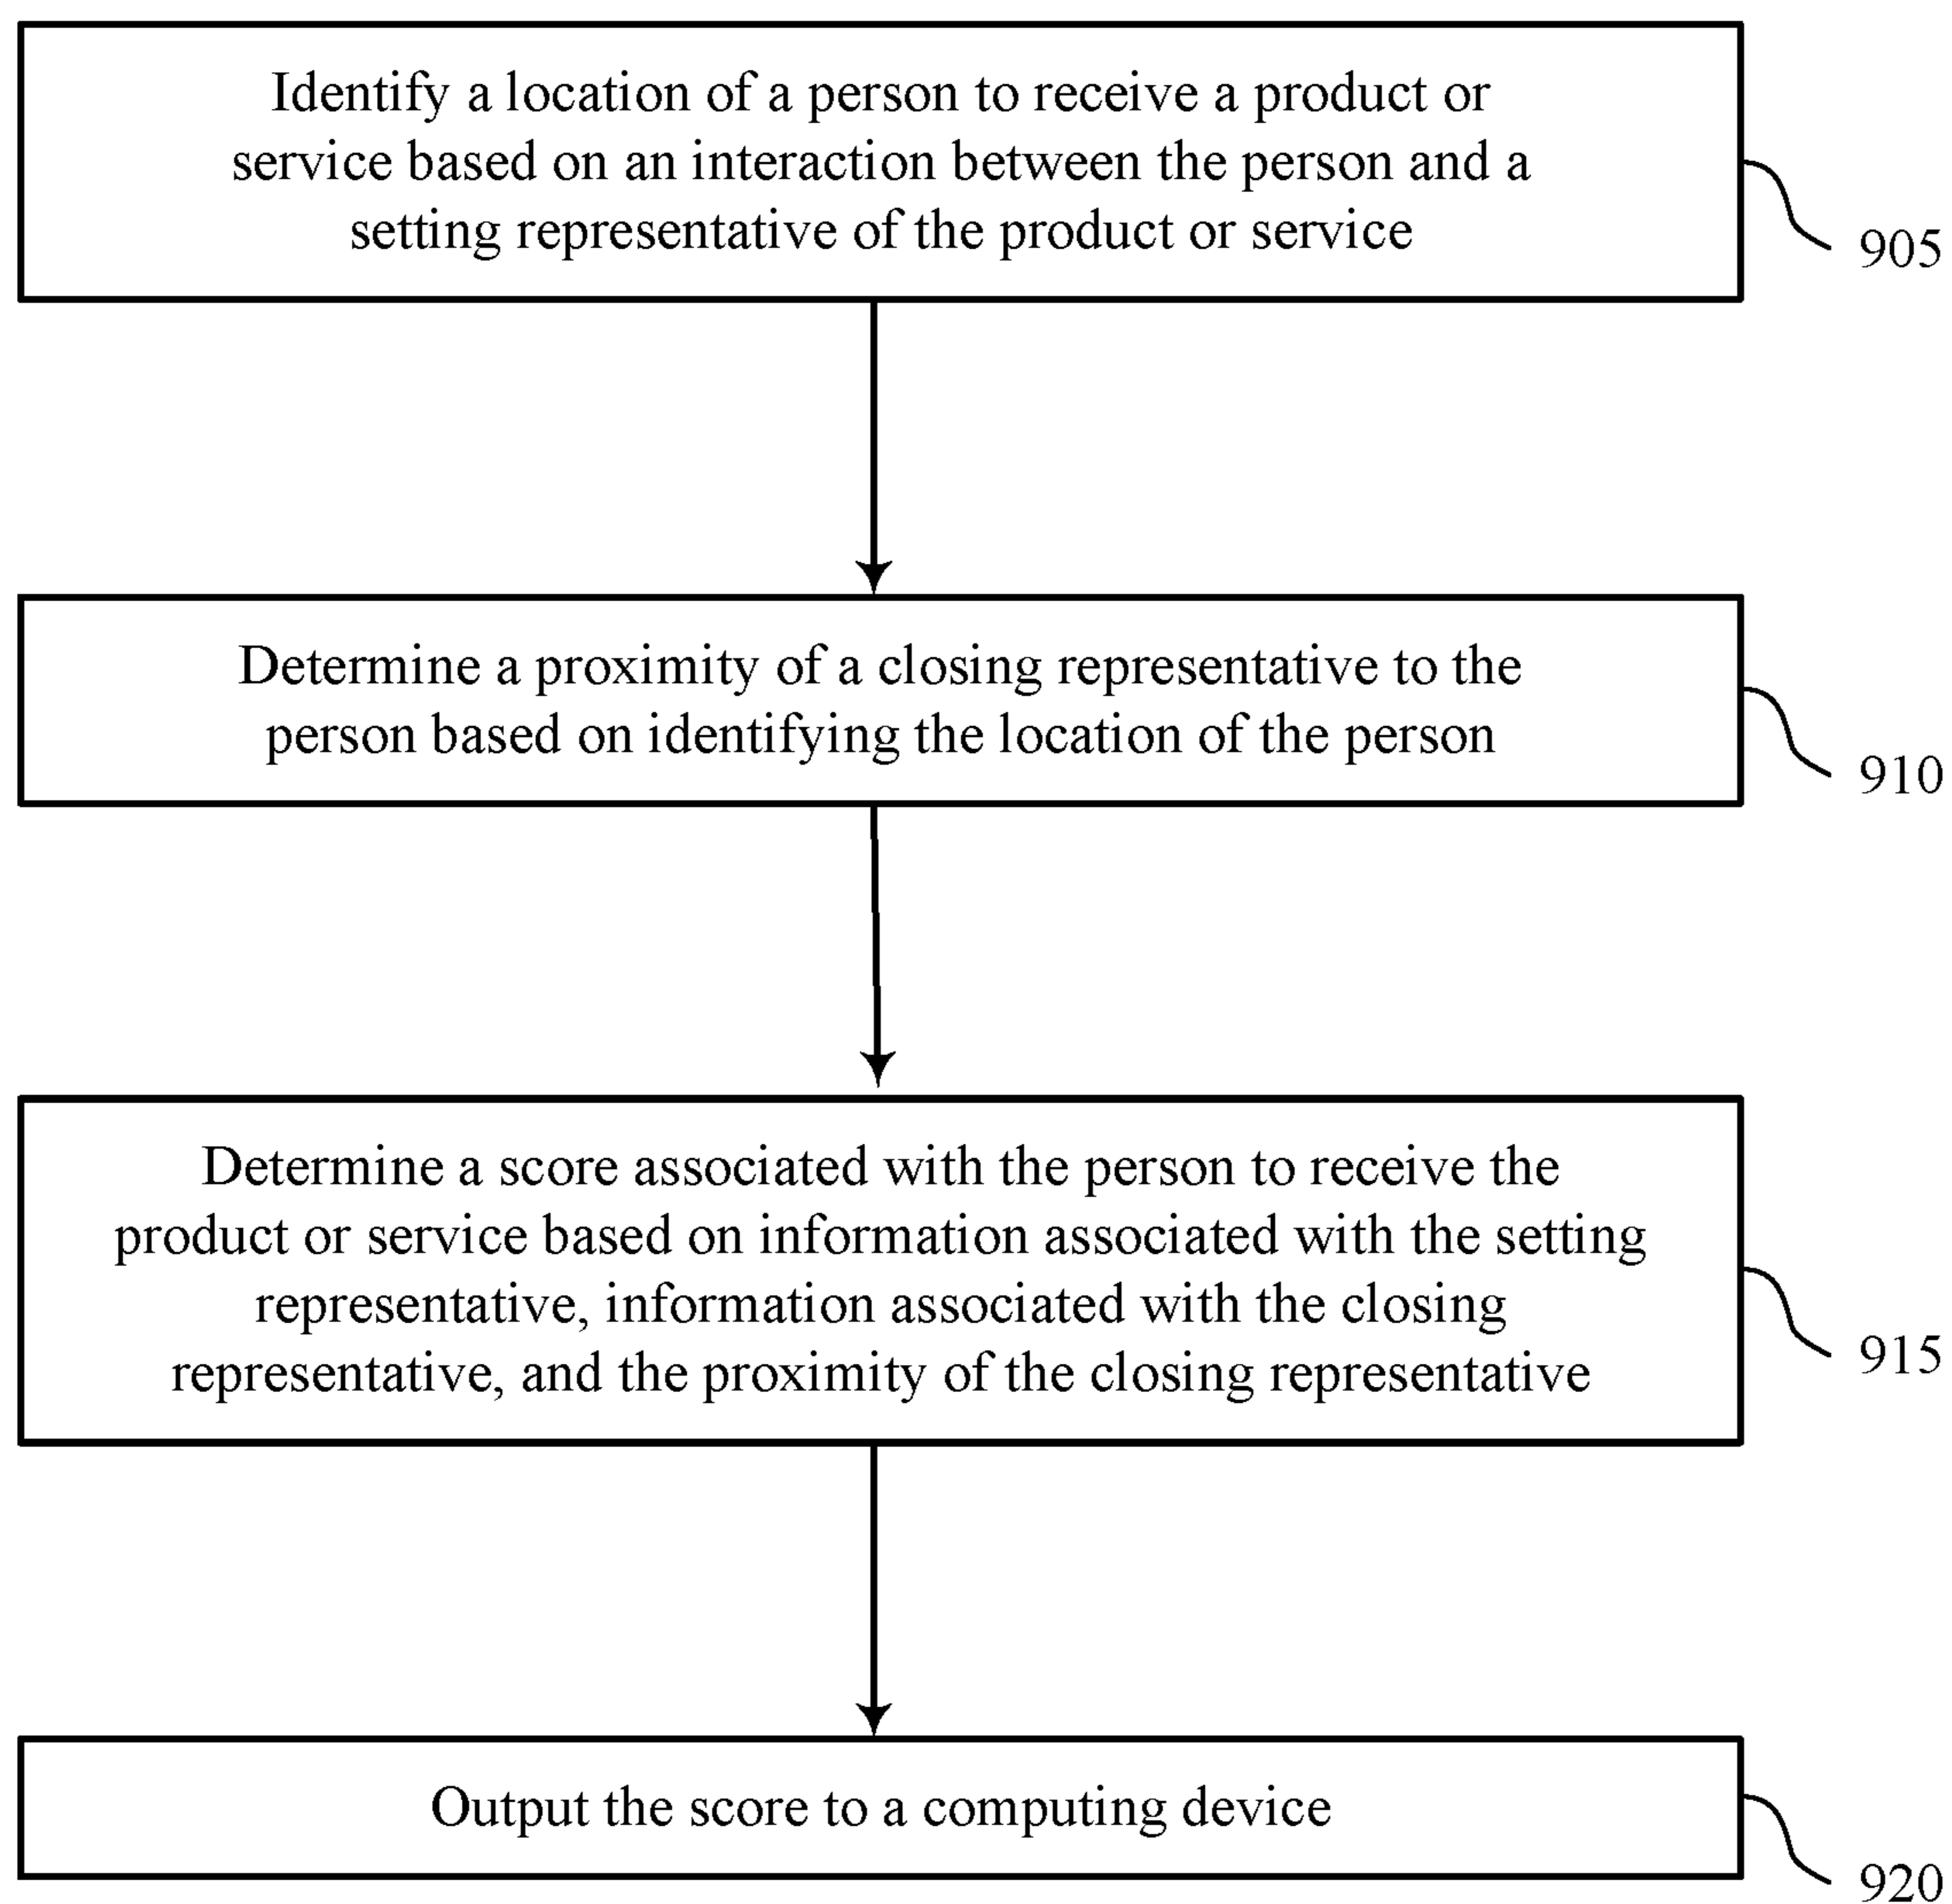 Identify a location of a person to receive a product or
service based on an interaction between the person and a
setting representative of the product or service
905
Determine a proximity of a closing representative to the
person based on identifying the location of the person
910
Determine a score associated with the person to receive the
product or service based on information associated with the setting
representative, information associated with the closing
representative, and the proximity of the closing representative
915
Output the score to a computing device
920